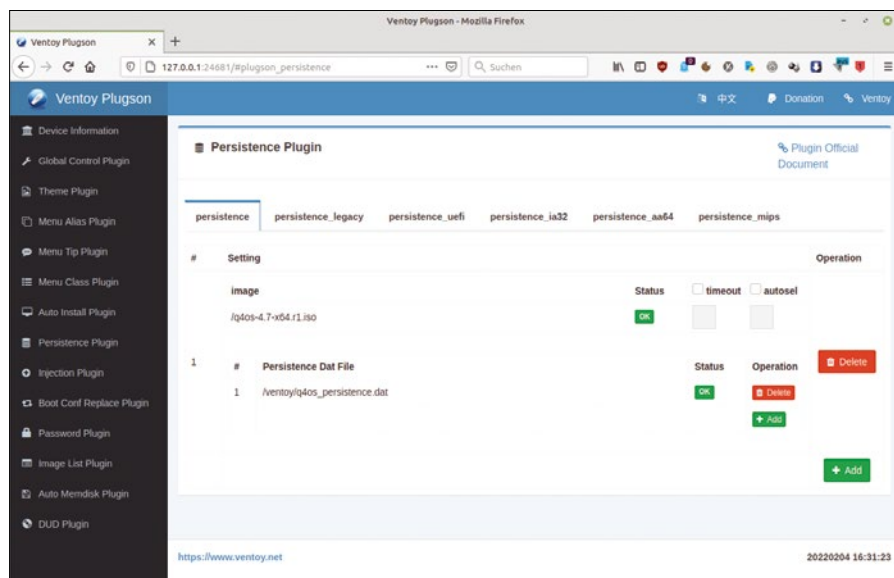 Ventoy Plugson - Mozilla Firefox
Ventoy Plugson
127.0.0.1:24681/#plugson_persistence
Suchen
Ventoy Plugson
中文
Donation
Ventoy
Device Information
Global Control Plugin
Theme Plugin
Menu Alias Plugin
Menu Tip Plugin
Menu Class Plugin
Auto Install Plugin
Persistence Plugin
Injection Plugin
Boot Conf Replace Plugin
Password Plugin
Image List Plugin
Auto Memdisk Plugin
DUD Plugin
Persistence Plugin
Plugin Official
Document
persistence persistence_legacy persistence_uefi persistence_ia32 persistence_aa64 persistence_mips
# Setting Operation
image Status timeout autosel
/q4os-4.7-x64.r1.iso OK
1 Delete
# Persistence Dat File Status Operation
1 /ventoy/q4os_persistence.dat OK Delete
Add
Add
https://www.ventoy.net 20220204 16:31:23